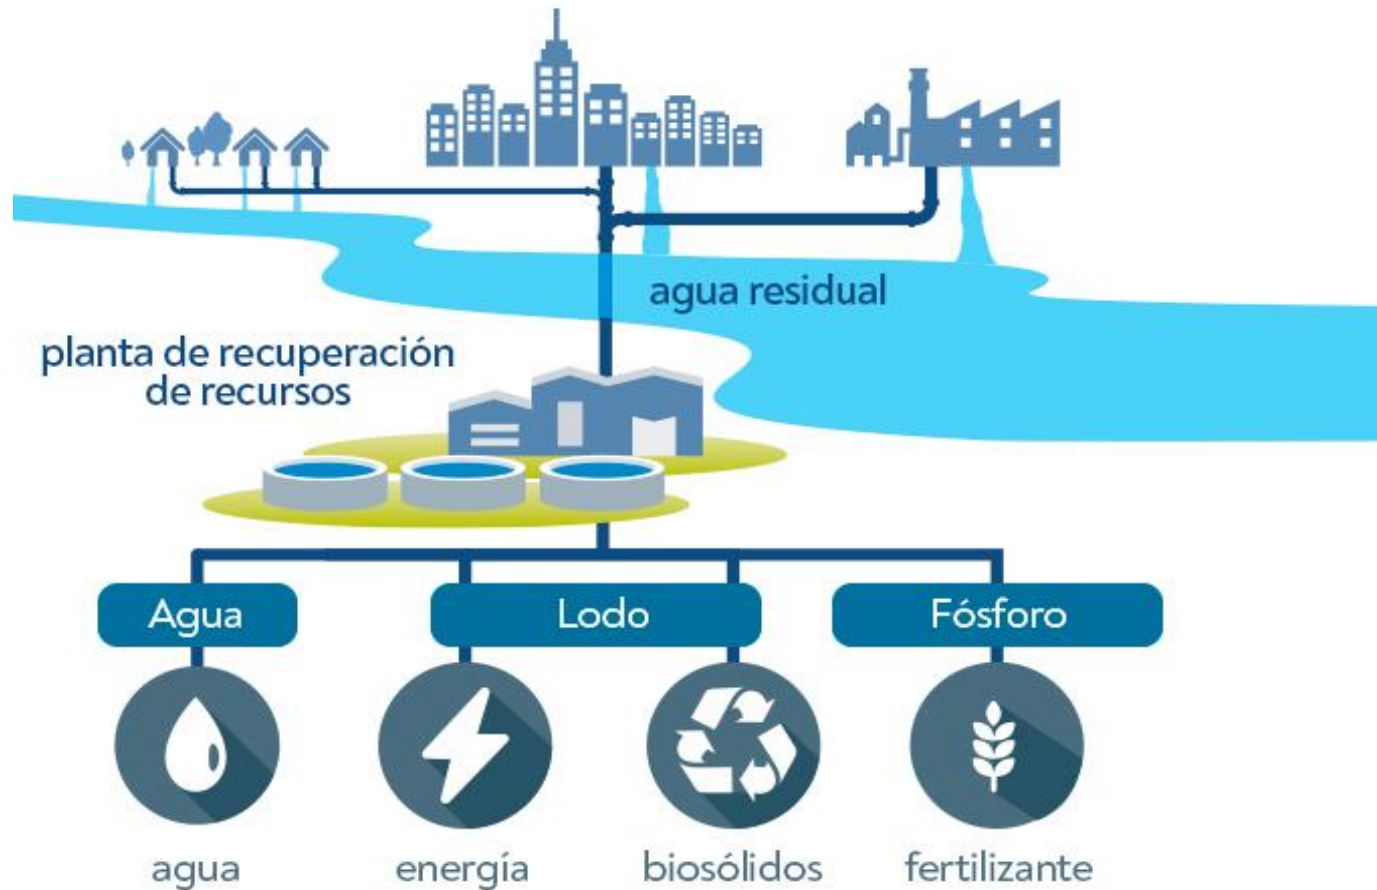 agua residual
planta de recuperación
de recursos
Agua
Lodo
Fósforo
agua
energía
biosólidos
fertilizante